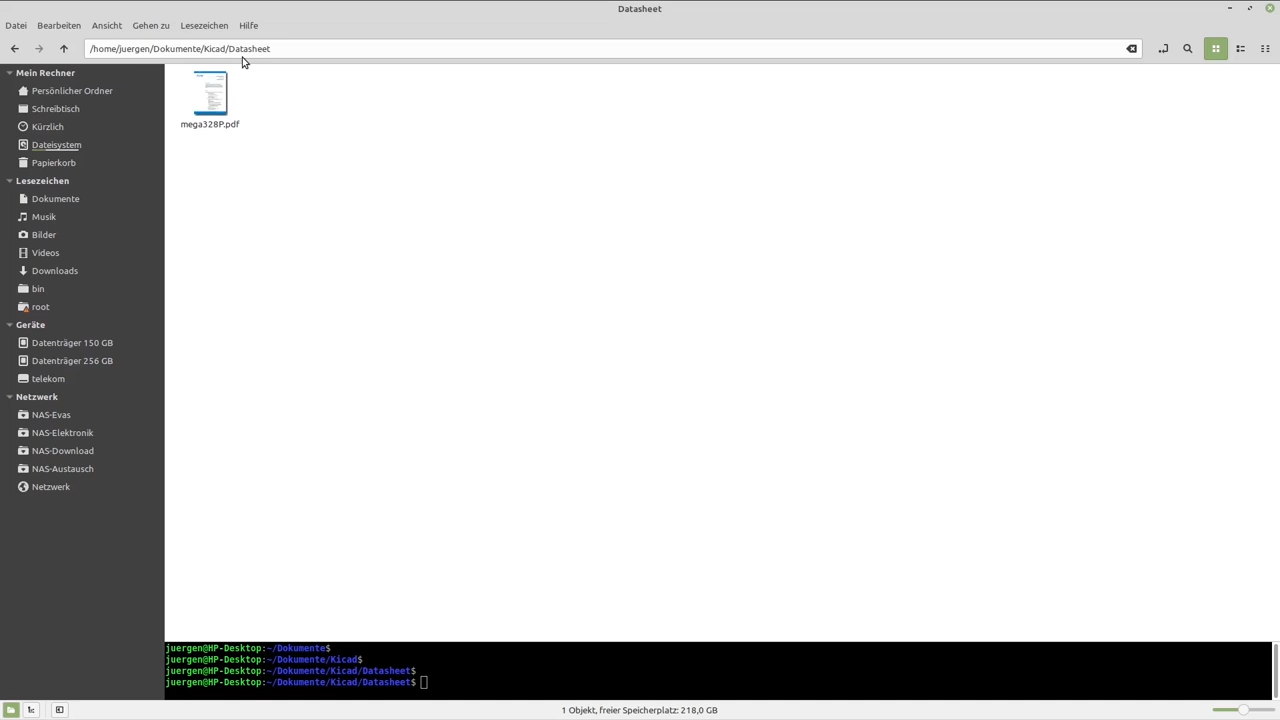 Datasheet
Datei Bearbeiten Ansicht Gehen zu Lesezeichen Hilfe
/home/juergen/Dokumente/Kicad/Datasheet
Mein Rechner
Persönlicher Ordner
Schreibtisch
Kürzlich
Dateisystem
Papierkorb
Lesezeichen
Dokumente
Musik
Bilder
Videos
Downloads
bin
root
Geräte
Datenträger 150 GB
Datenträger 256 GB
telekom
Netzwerk
NAS-Evas
NAS-Elektronik
NAS-Download
NAS-Austausch
Netzwerk
mega328P.pdf
juergen@HP-Desktop:~/Dokumente$
juergen@HP-Desktop:~/Dokumente/Kicad$
juergen@HP-Desktop:~/Dokumente/Kicad/Datasheet$
juergen@HP-Desktop:~/Dokumente/Kicad/Datasheet$
1 Objekt, freier Speicherplatz: 218,0 GB